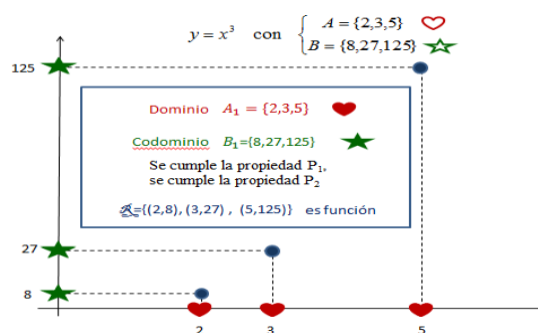 y = x³ con { A = {2,3,5}
B = {8,27,125}
125
Dominio A₁ = {2,3,5}
Codominio B₁={8,27,125}
Se cumple la propiedad P₁,
se cumple la propiedad P₂
ℛ={(2,8), (3,27) , (5,125)} es función
27
8
2 3 5